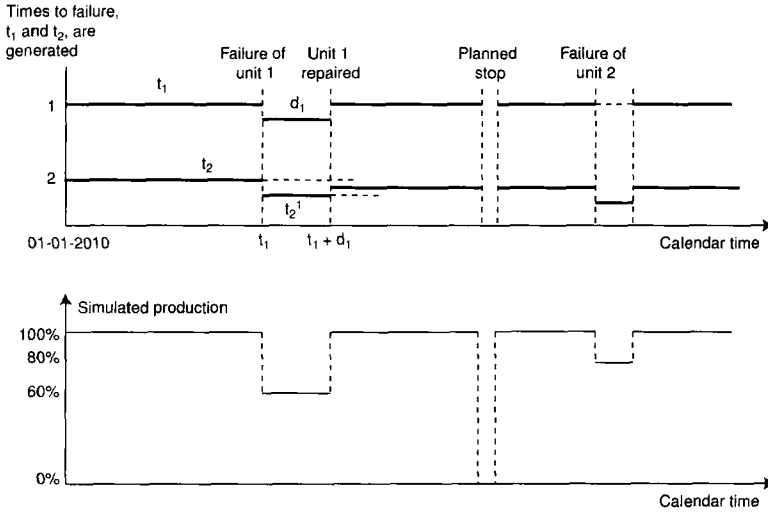 Times to failure,
t₁ and t₂, are
generated
Failure of
unit 1
Unit 1
repaired
Planned
stop
Failure of
unit 2
t₁
1
d₁
t₂
2
t₂¹
01-01-2010
t₁
t₁ + d₁
Calendar time
Simulated production
100%
80%
60%
0%
Calendar time